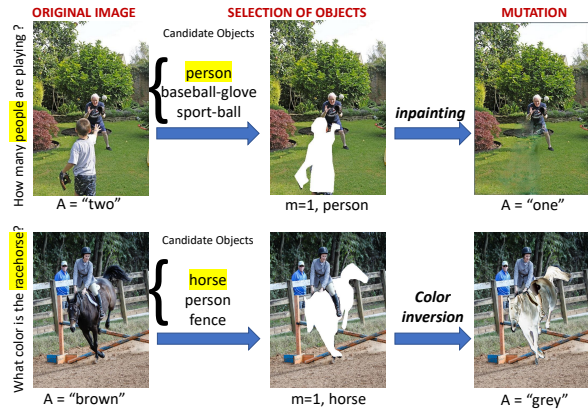 ORIGINAL IMAGE
SELECTION OF OBJECTS
MUTATION
How many people are playing ?
Candidate Objects
person
baseball-glove
sport-ball
inpainting
A = “two”
m=1, person
A = “one”
What color is the racehorse?
Candidate Objects
horse
person
fence
Color
inversion
A = “brown”
m=1, horse
A = “grey”